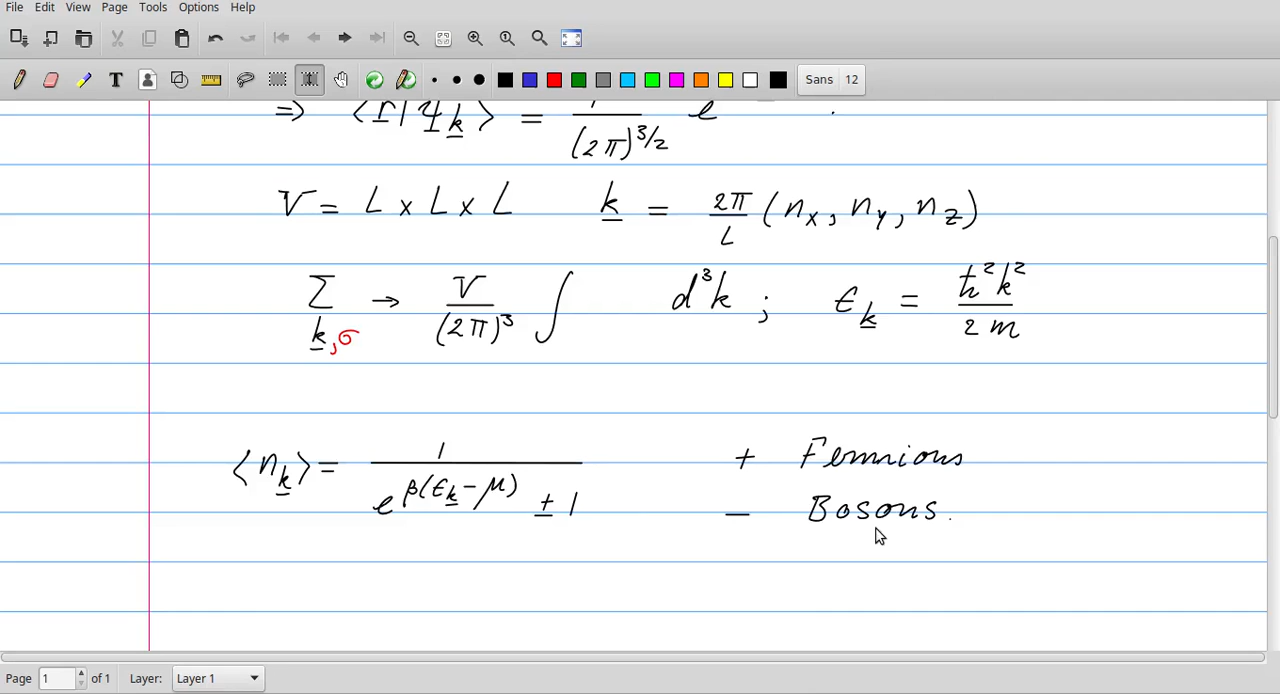 File Edit View Page Tools Options Help
Sans 12
=> ⟨r|Ψ_k⟩ = 1/(2π)^{3/2} e
V = L x L x L k = 2π/L (n_x, n_y, n_z)
Σ_{k,σ} → V/(2π)^3 ∫ d^3k ; ε_k = ħ^2k^2/2m
⟨n_k⟩ = 1/(e^{β(ε_k-μ)} ± 1) + Fermions
- Bosons.
Page 1 of 1 Layer: Layer 1